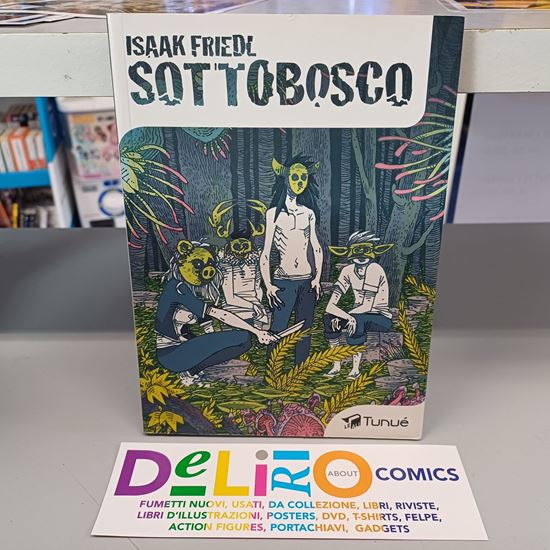 ISAAK FRIEDL
SOTTOBOSCO
Tunué
DeLiRiO ABOUT COMICS
FUMETTI NUOVI, USATI, DA COLLEZIONE, LIBRI, RIVISTE,
LIBRI D'ILLUSTRAZIONI, POSTERS, DVD, T-SHIRTS, FELPE,
ACTION FIGURES, PORTACHIAVI, GADGETS